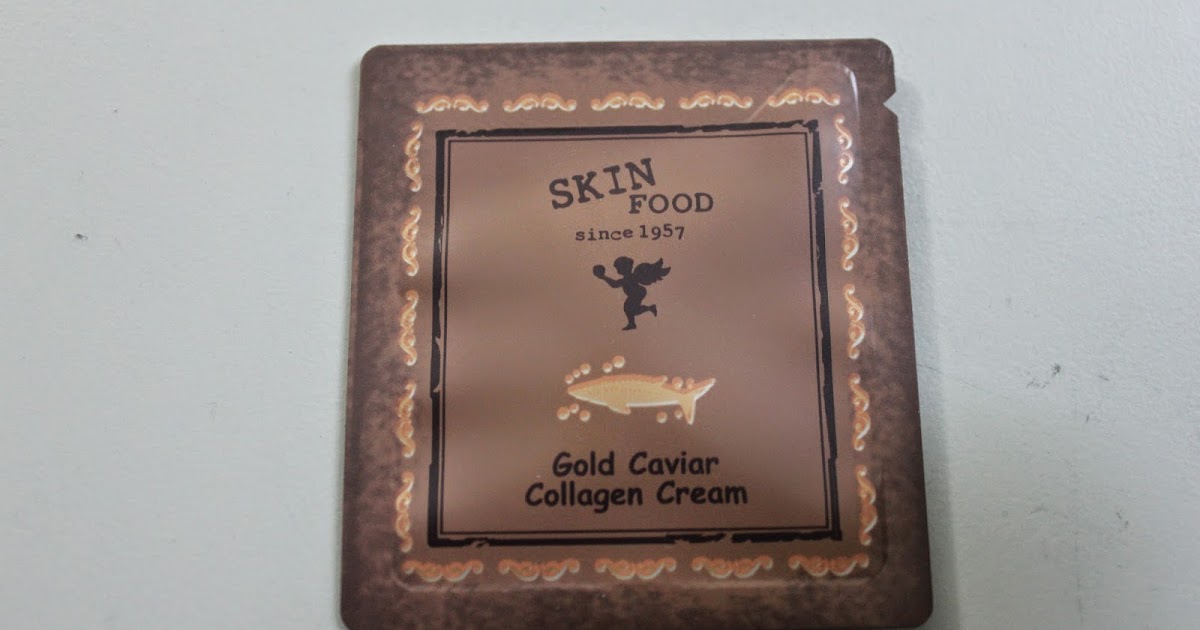 SKIN
FOOD
since 1957
Gold Caviar
Collagen Cream